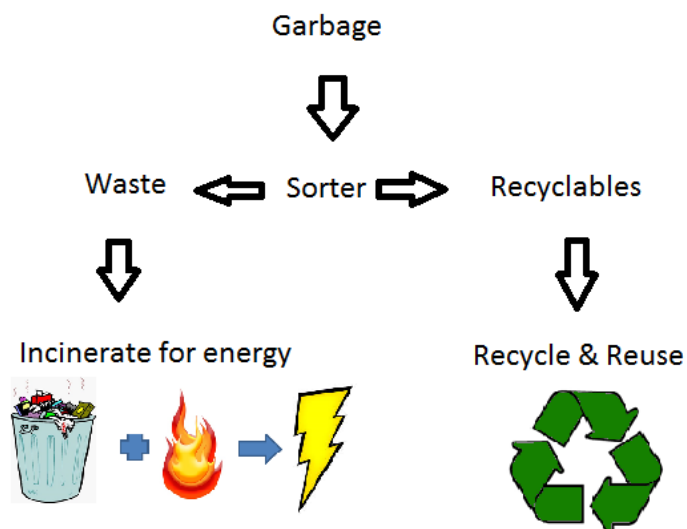 Garbage
Waste
Sorter
Recyclables
Incinerate for energy
Recycle & Reuse